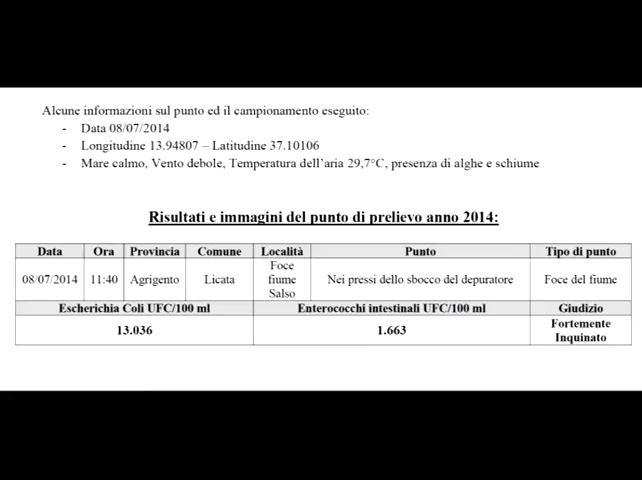 Alcune informazioni sul punto ed il campionamento eseguito:
- Data 08/07/2014
- Longitudine 13.94807 – Latitudine 37.10106
- Mare calmo, Vento debole, Temperatura dell’aria 29,7°C, presenza di alghe e schiume
Risultati e immagini del punto di prelievo anno 2014:
Data Ora Provincia Comune Località Punto Tipo di punto
08/07/2014 11:40 Agrigento Licata Foce fiume Salso Nei pressi dello sbocco del depuratore Foce del fiume
Escherichia Coli UFC/100 ml Enterococchi intestinali UFC/100 ml Giudizio
13.036 1.663 Fortemente Inquinato